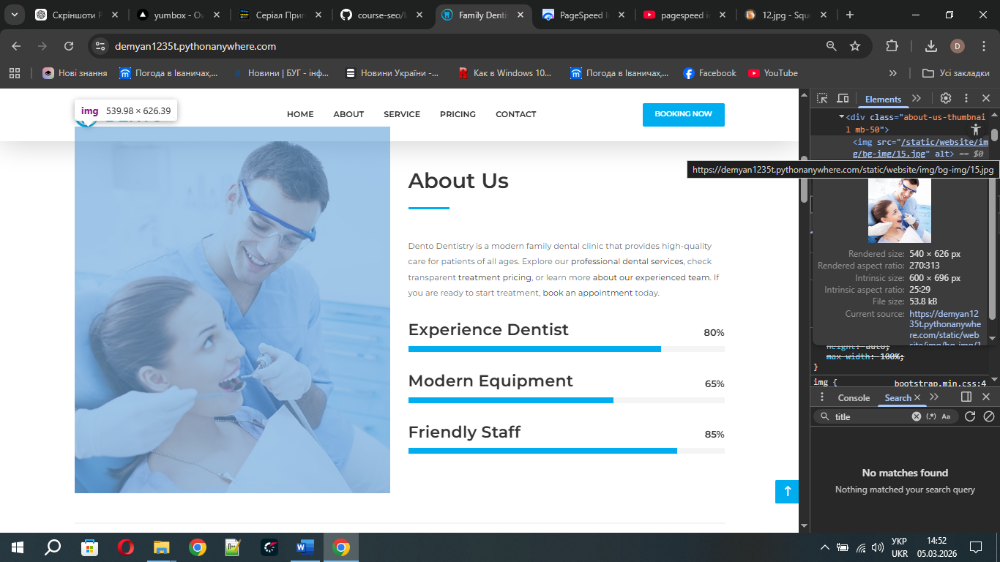 Скріншоти P
yumbox - Ov
Серіал При
course-seo/l
Family Denti
PageSpeed I
pagespeed i
12.jpg - Squ
demyan1235t.pythonanywhere.com
D
Нові знання
Погода в Іваничах,...
Новини | БУГ - інф...
Новини України -...
Как в Windows 10...
Погода в Іваничах,...
Facebook
YouTube
Усі закладки
img 539.98 × 626.39
HOME ABOUT SERVICE PRICING CONTACT
BOOKING NOW
About Us
Dento Dentistry is a modern family dental clinic that provides high-quality
care for patients of all ages. Explore our professional dental services, check
transparent treatment pricing, or learn more about our experienced team. If
you are ready to start treatment, book an appointment today.
Experience Dentist 80%
Modern Equipment 65%
Friendly Staff 85%
Elements
<div class="about-us-thumbnai
l mb-50">
<img src="/static/website/im
g/bg-img/15.jpg" alt> == $0
https://demyan1235t.pythonanywhere.com/static/website/img/bg-img/15.jpg
Rendered size: 540 × 626 px
Rendered aspect ratio: 270∶313
Intrinsic size: 600 × 696 px
Intrinsic aspect ratio: 25∶29
File size: 53.8 kB
Current source: https://demyan12
35t.pythonanywhe
re.com/static/web
site/img/bg-img/1
height: auto;
max-width: 100%;
}
img { bootstrap.min.css:4
Console Search
title
(.*) Aa
No matches found
Nothing matched your search query
УКР
UKR
14:52
05.03.2026